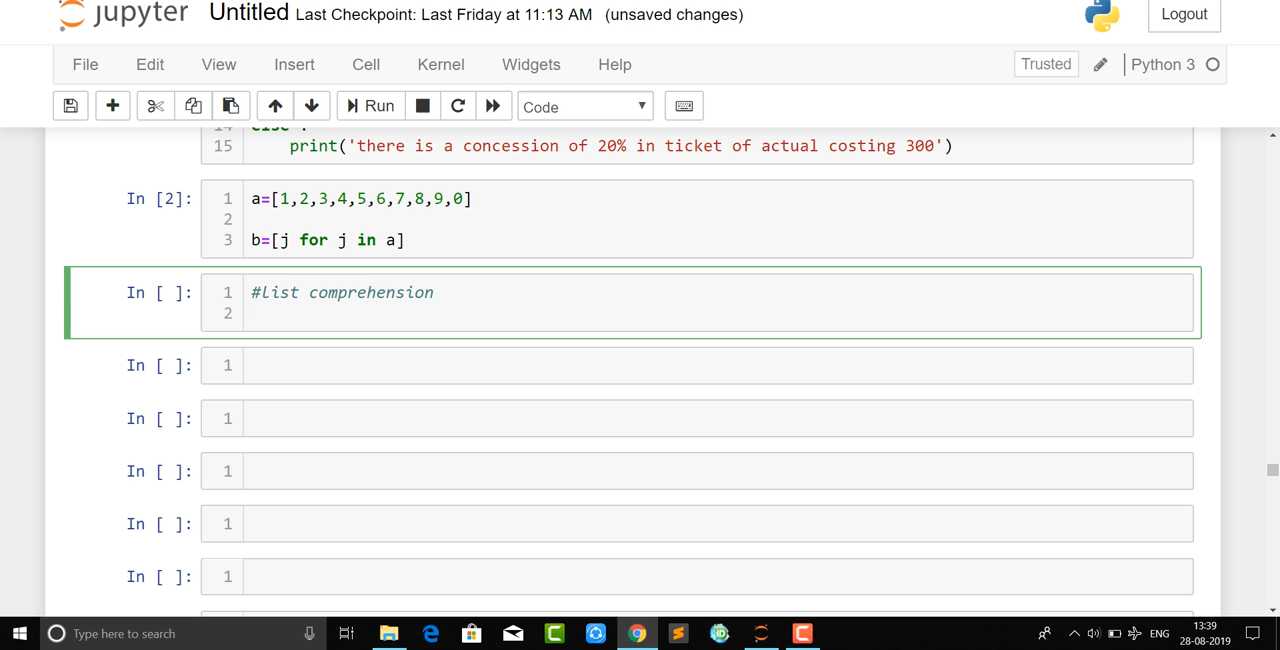 jupyter Untitled Last Checkpoint: Last Friday at 11:13 AM (unsaved changes) Logout
File Edit View Insert Cell Kernel Widgets Help Trusted Python 3
Run Code
14 else :
15 print('there is a concession of 20% in ticket of actual costing 300')
In [2]: 1 a=[1,2,3,4,5,6,7,8,9,0]
2
3 b=[j for j in a]
In [ ]: 1 #list comprehension
2
In [ ]: 1
In [ ]: 1
In [ ]: 1
In [ ]: 1
In [ ]: 1
Type here to search ENG 13:39
28-08-2019